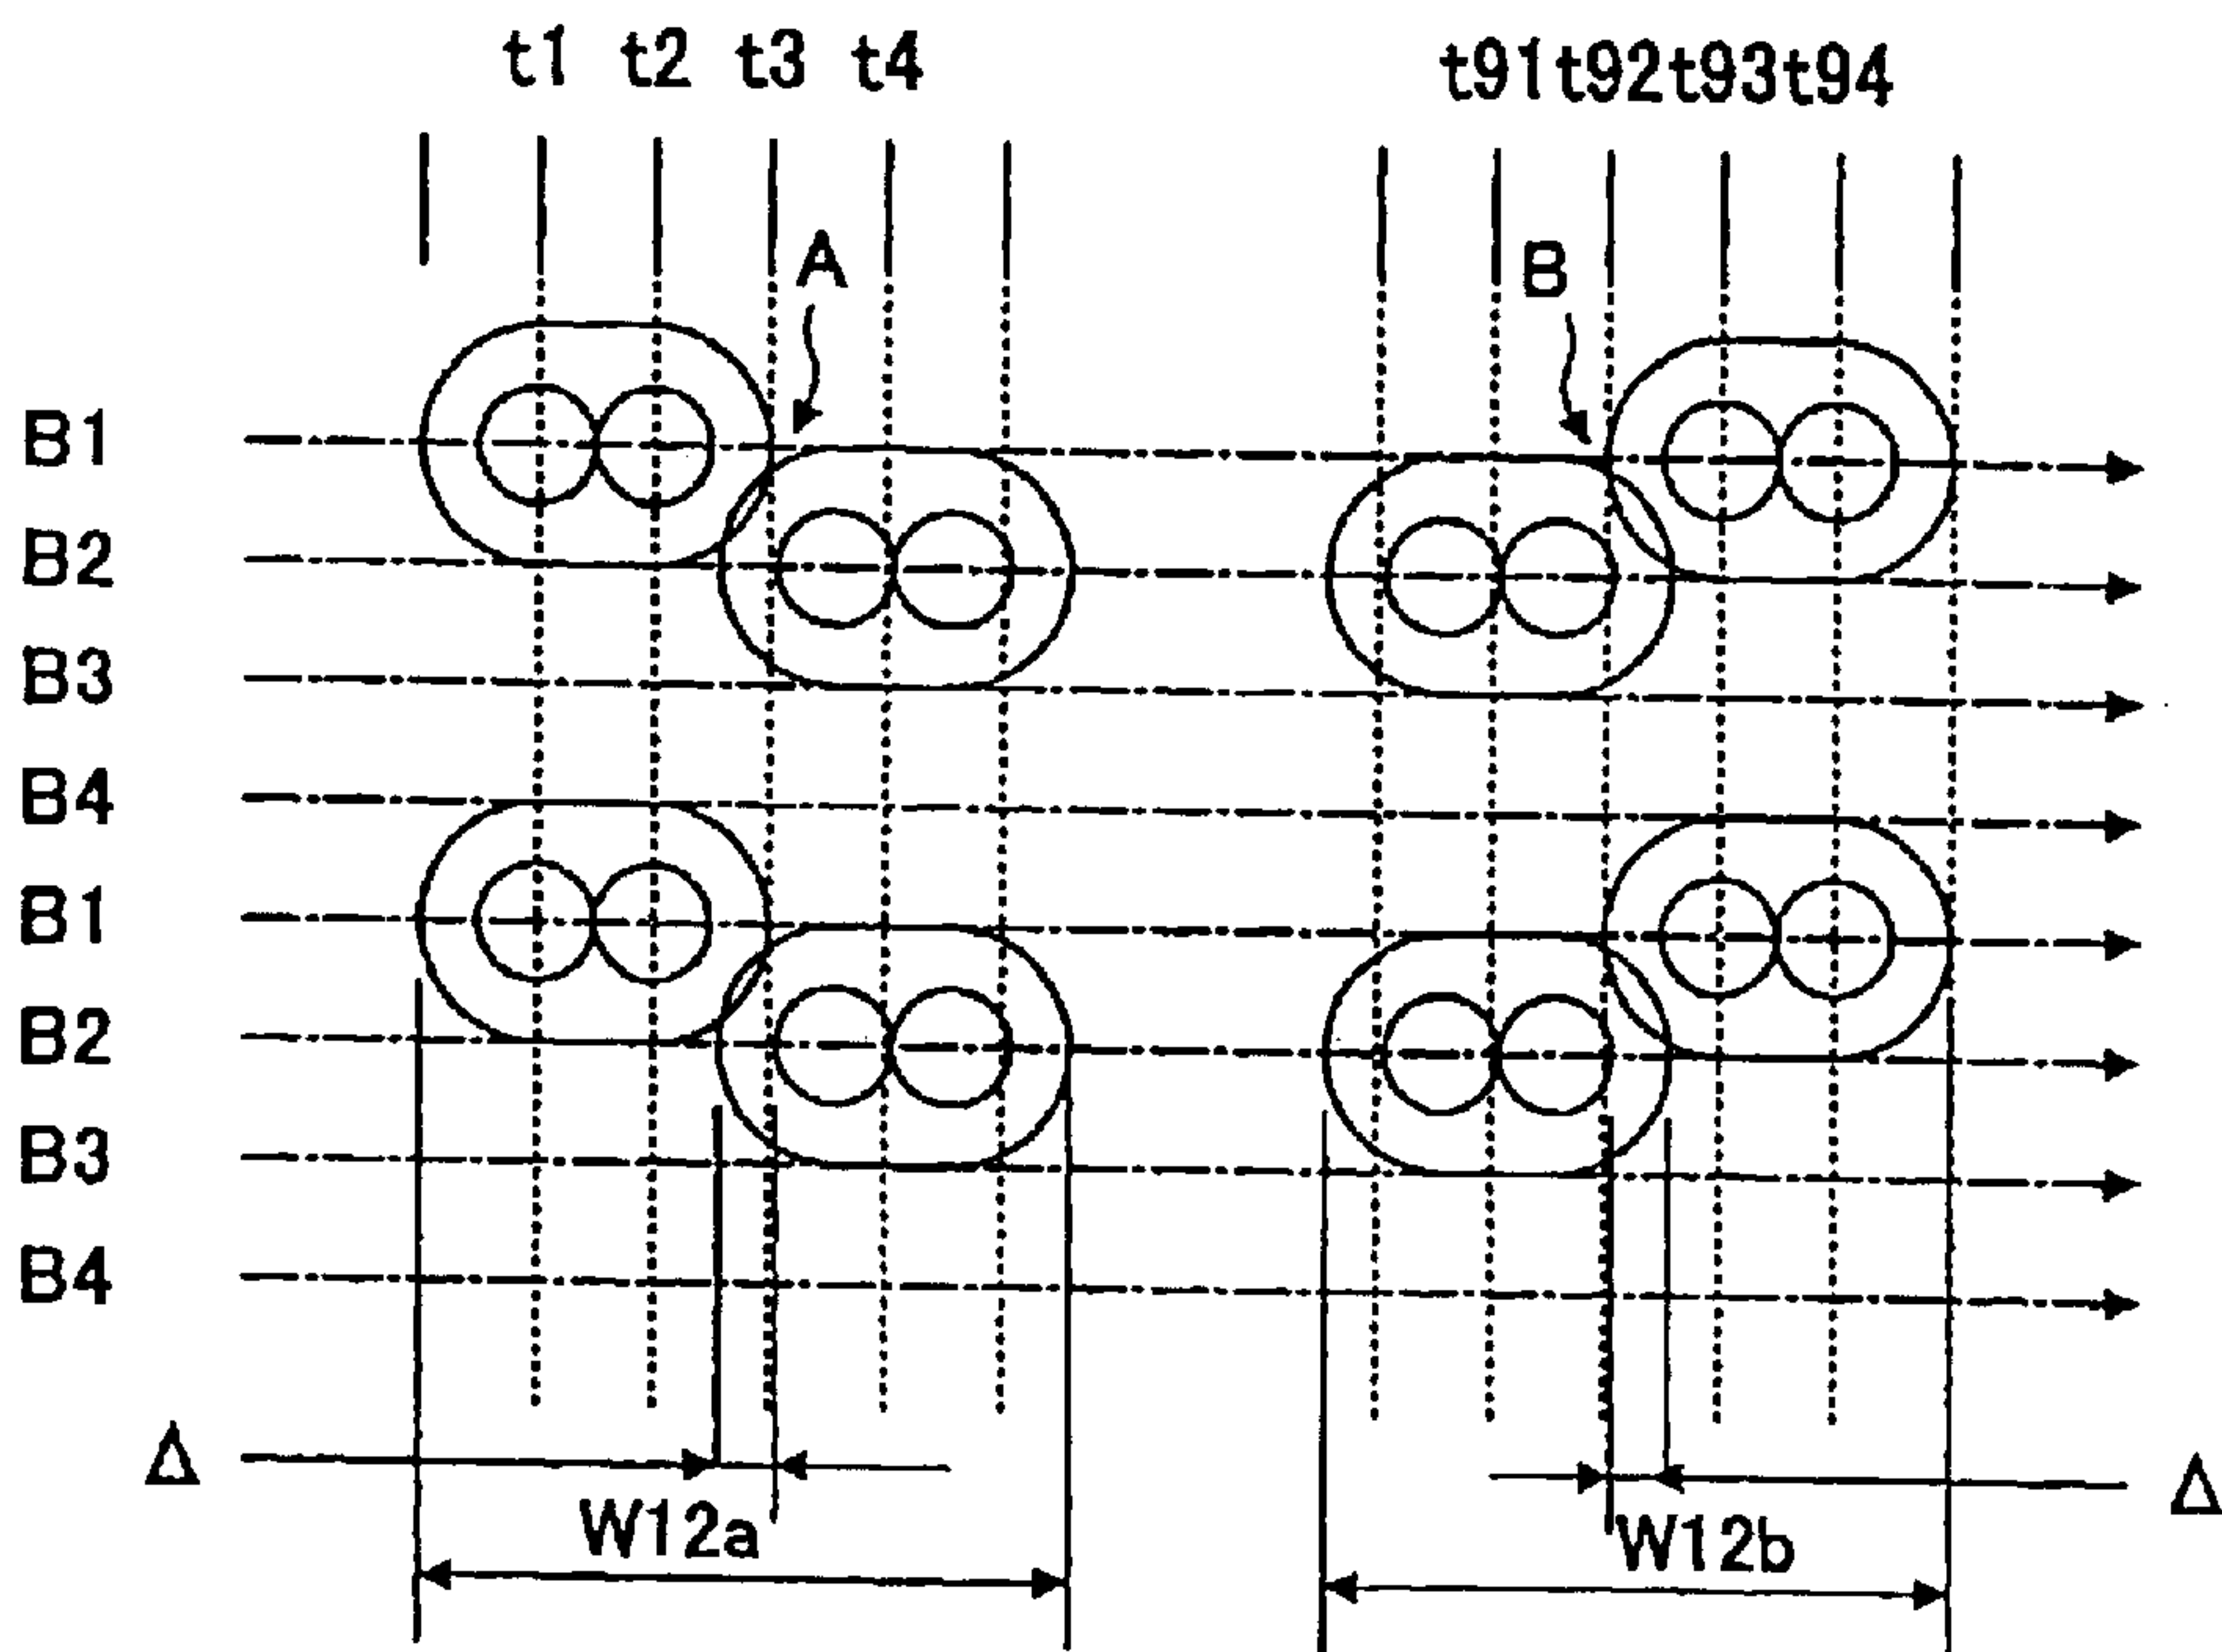 t1 t2 t3 t4 t91t92t93t94
A B
B1
B2
B3
B4
B1
B2
B3
B4
Δ Δ
W12a W12b